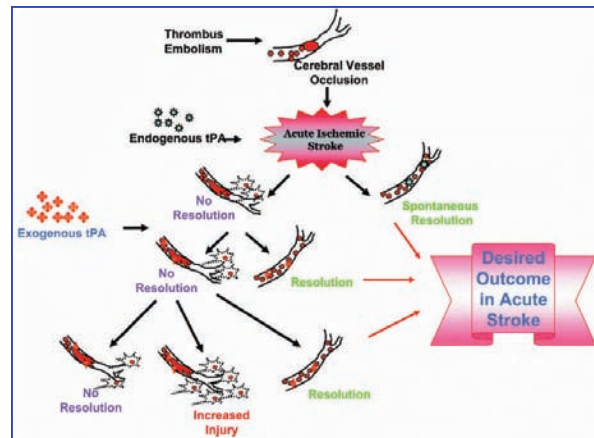 Thrombus
Embolism
Cerebral Vessel
Occlusion
Endogenous tPA
Acute Ischemic
Stroke
No
Resolution
Spontaneous
Resolution
Exogenous tPA
No
Resolution
Resolution
Desired
Outcome
in Acute
Stroke
No
Resolution
Increased
Injury
Resolution